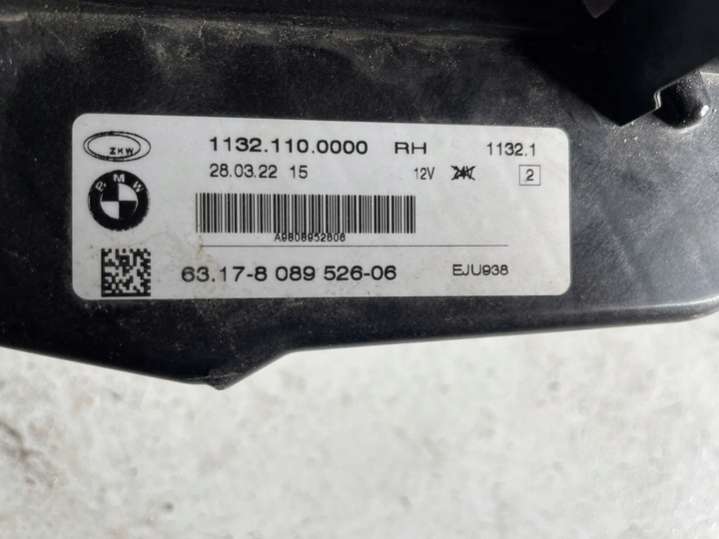 ZKW
1132.110.0000 RH 1132.1
28.03.22 15 12V 24V 2
BMW
A9808952606
63.17-8 089 526-06 EJU938